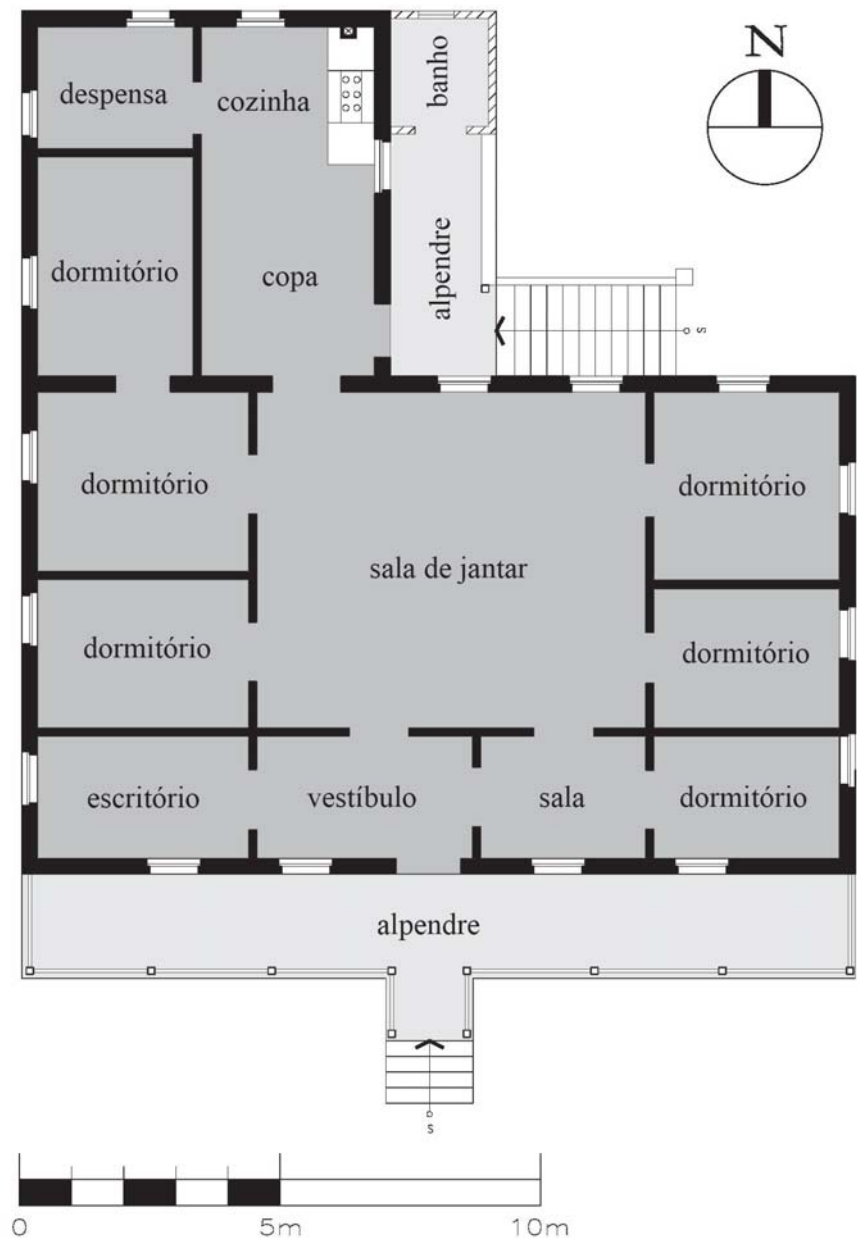 N
despensa
cozinha
banho
dormitório
copa
alpendre
s
dormitório
dormitório
sala de jantar
dormitório
dormitório
escritório
vestíbulo
sala
dormitório
alpendre
s
0
5m
10m